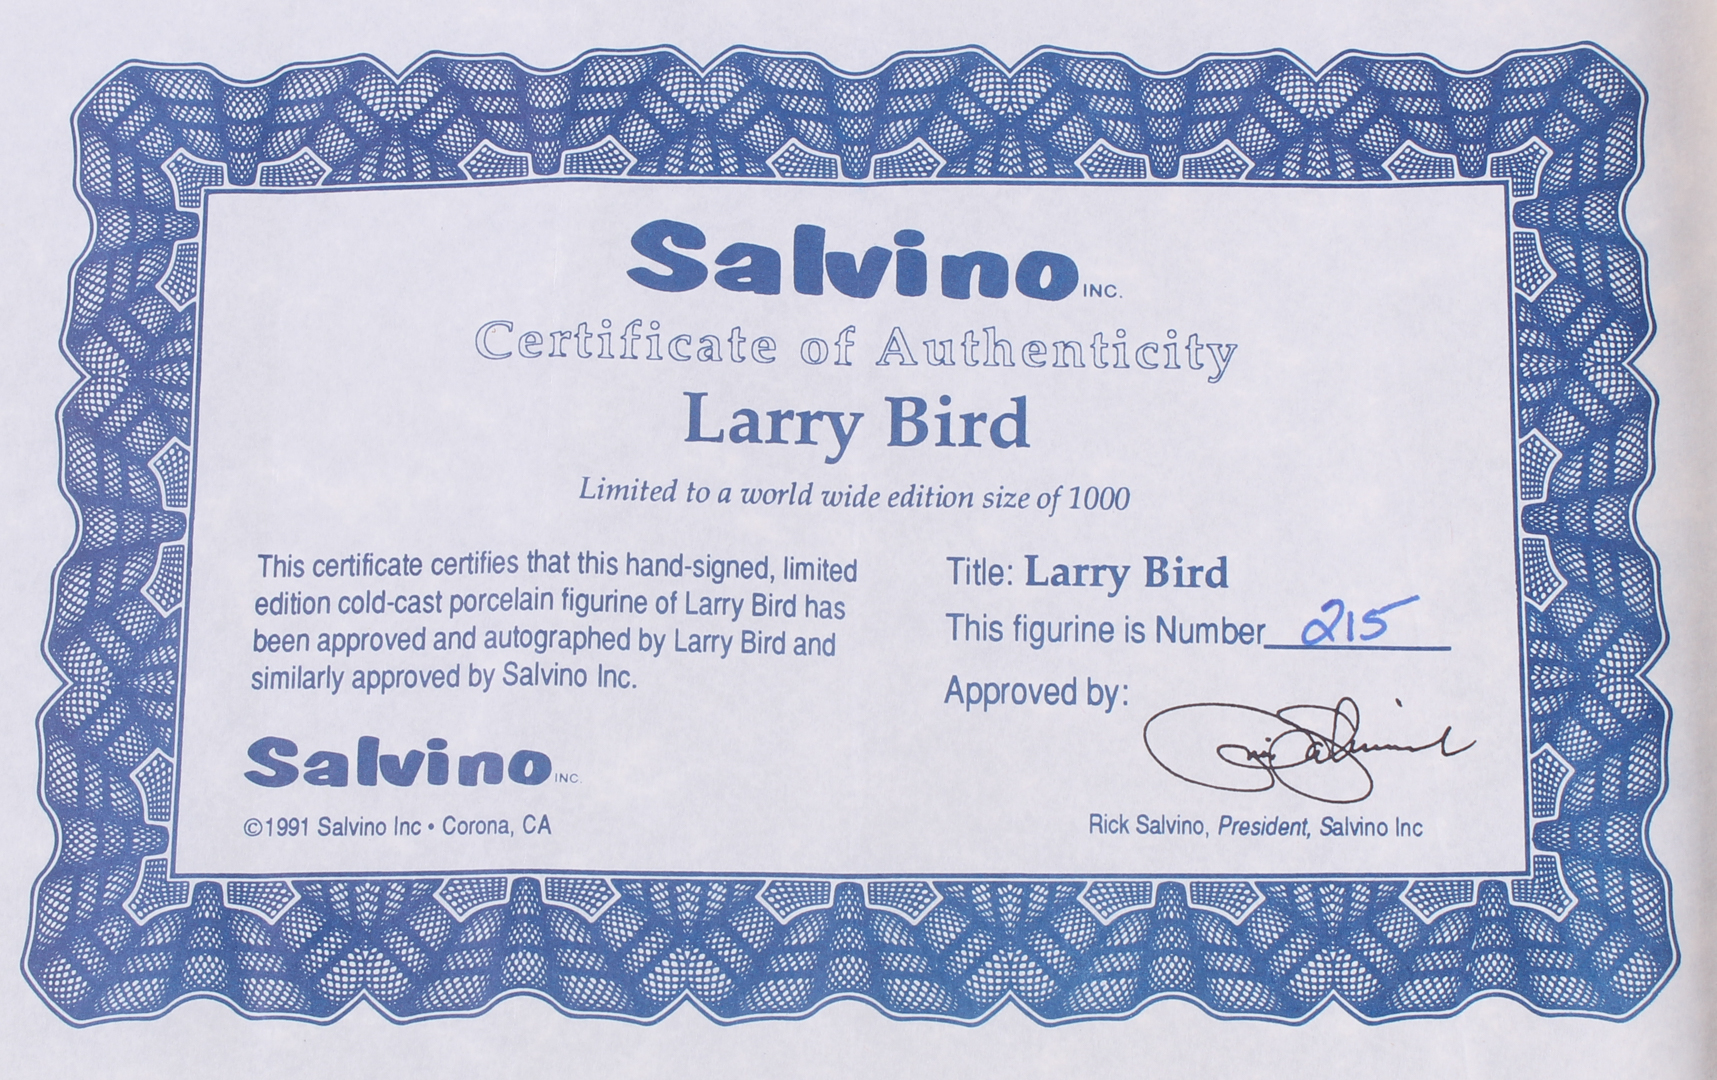 Salvino INC.
Certificate of Authenticity
Larry Bird
Limited to a world wide edition size of 1000
This certificate certifies that this hand-signed, limited
edition cold-cast porcelain figurine of Larry Bird has
been approved and autographed by Larry Bird and
similarly approved by Salvino Inc.
Salvino INC.
©1991 Salvino Inc • Corona, CA
Title: Larry Bird
This figurine is Number 215
Approved by:
Rick Salvino, President, Salvino Inc